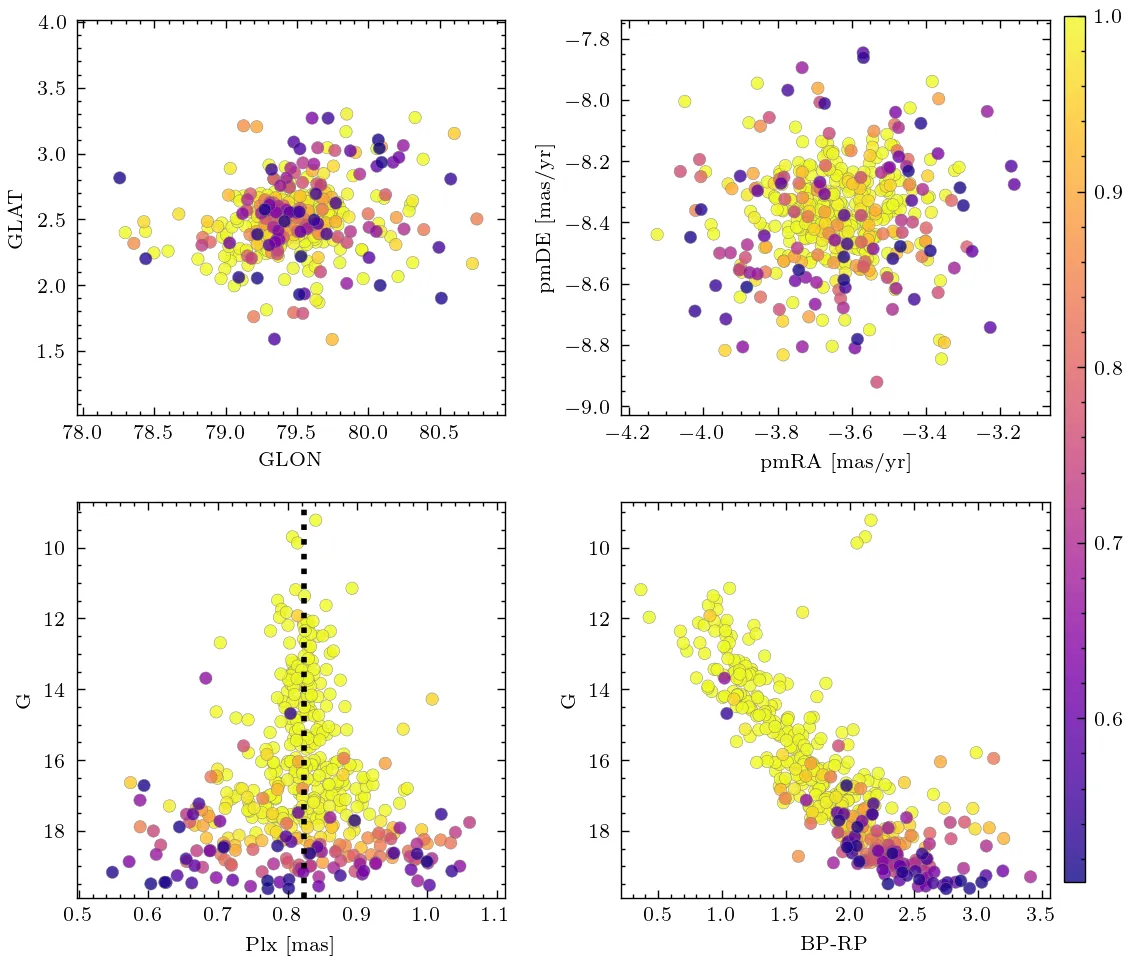 4.0
3.5
3.0
2.5
2.0
1.5
GLAT
78.0 78.5 79.0 79.5 80.0 80.5
GLON
−7.8
−8.0
−8.2
−8.4
−8.6
−8.8
−9.0
pmDE [mas/yr]
−4.2 −4.0 −3.8 −3.6 −3.4 −3.2
pmRA [mas/yr]
1.0
0.9
0.8
0.7
0.6
10
12
14
16
18
G
0.5 0.6 0.7 0.8 0.9 1.0 1.1
Plx [mas]
10
12
14
16
18
G
0.5 1.0 1.5 2.0 2.5 3.0 3.5
BP-RP